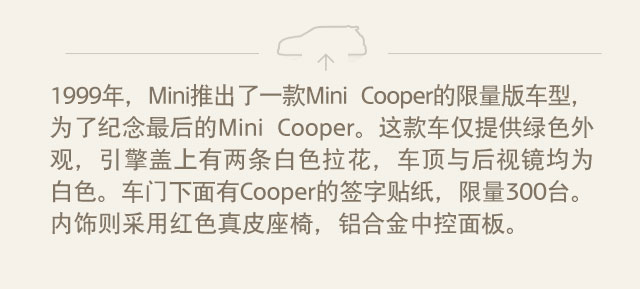 1999年，Mini推出了一款Mini Cooper的限量版车型，
为了纪念最后的Mini Cooper。这款车仅提供绿色外
观，引擎盖上有两条白色拉花，车顶与后视镜均为
白色。车门下面有Cooper的签字贴纸，限量300台。
内饰则采用红色真皮座椅，铝合金中控面板。